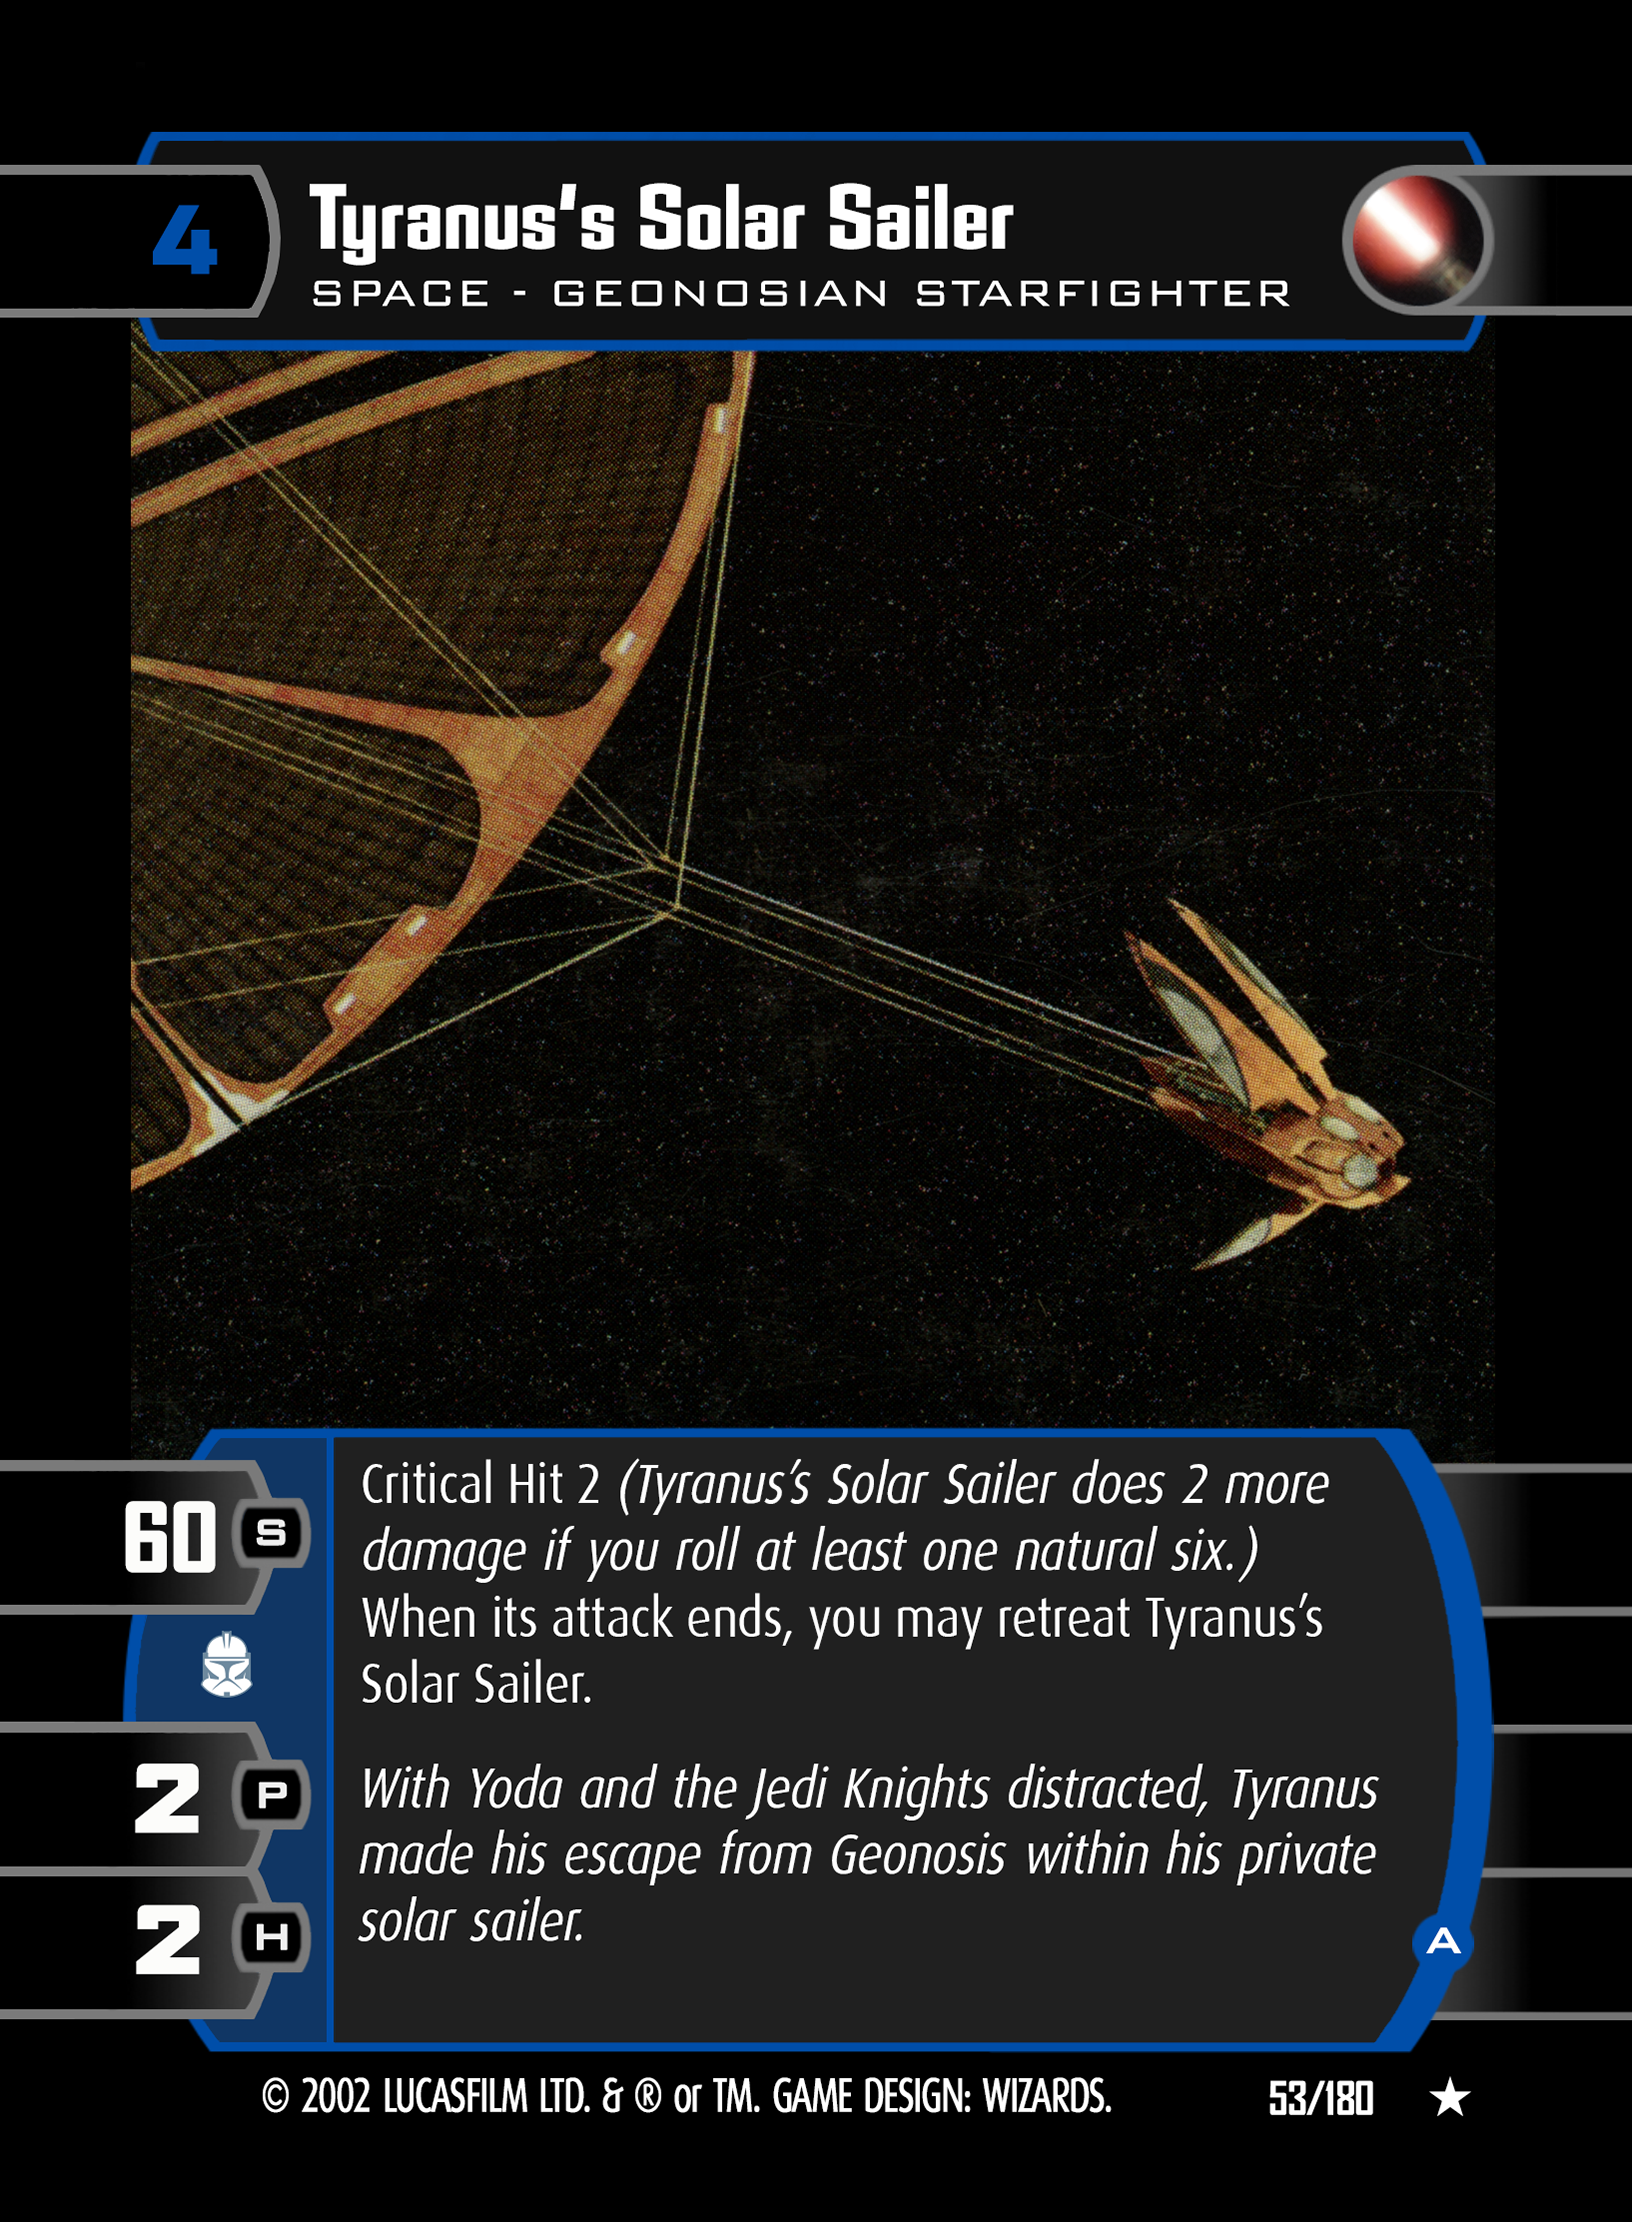 4
Tyranus's Solar Sailer
SPACE - GEONOSIAN STARFIGHTER
60 S
2 P
2 H
Critical Hit 2 (Tyranus's Solar Sailer does 2 more
damage if you roll at least one natural six.)
When its attack ends, you may retreat Tyranus's
Solar Sailer.
With Yoda and the Jedi Knights distracted, Tyranus
made his escape from Geonosis within his private
solar sailer.
A
© 2002 LUCASFILM LTD. & ® or TM. GAME DESIGN: WIZARDS.
53/180 ★